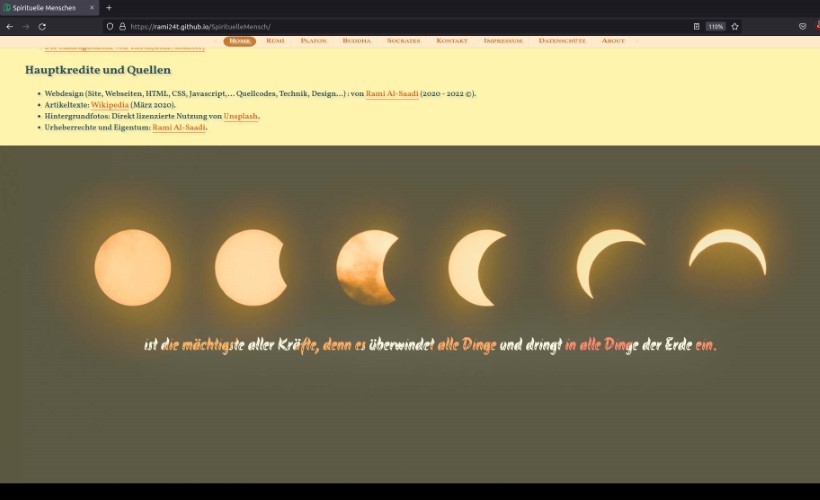 Spirituelle Menschen
https://rami24t.github.io/SpirituelleMensch/
110%
Home Rumi Platon Buddha Socrates Kontakt Impressum Datenschutz About
Hauptkredite und Quellen
• Webdesign (Site, Webseiten, HTML, CSS, Javascript,... Quellcodes, Technik, Design...) : von Rami Al-Saadi (2020 - 2022 ©).
• Artikeltexte: Wikipedia (März 2020).
• Hintergrundfotos: Direkt lizenzierte Nutzung von Unsplash.
• Urheberrechte und Eigentum: Rami Al-Saadi.
ist die mächtigste aller Kräfte, denn es überwindet alle Dinge und dringt in alle Dinge der Erde ein.